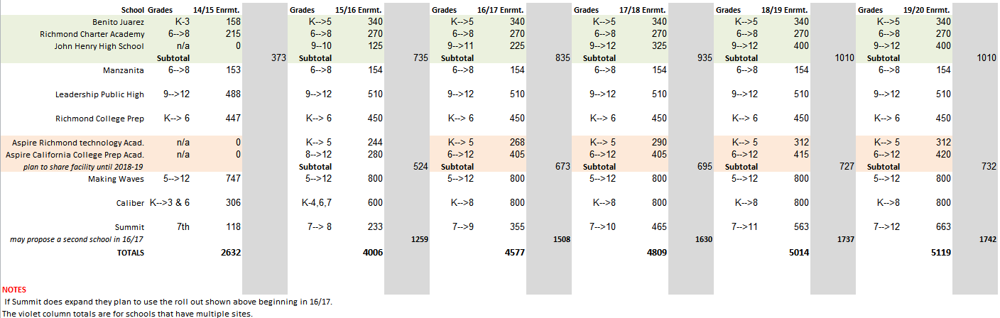 School Grades 14/15 Enrmt. Grades 15/16 Enrmt. Grades 16/17 Enrmt. Grades 17/18 Enrmt. Grades 18/19 Enrmt. Grades 19/20 Enrmt.
Benito Juarez K-3 158 K-->5 340 K-->5 340 K-->5 340 K-->5 340 K-->5 340
Richmond Charter Academy 6-->8 215 6-->8 270 6-->8 270 6-->8 270 6-->8 270 6-->8 270
John Henry High School n/a 0 9--10 125 9-->11 225 9-->12 325 9-->12 400 9-->12 400
Subtotal 373 Subtotal 735 Subtotal 835 Subtotal 935 Subtotal 1010 Subtotal 1010
Manzanita 6-->8 153 6-->8 154 6-->8 154 6-->8 154 6-->8 154 6-->8 154
Leadership Public High 9-->12 488 9-->12 510 9-->12 510 9-->12 510 9-->12 510 9-->12 510
Richmond College Prep K--> 6 447 K--> 6 450 K--> 6 450 K--> 6 450 K--> 6 450 K--> 6 450
Aspire Richmond technology Acad. n/a 0 K--> 5 244 K--> 5 268 K--> 5 290 K--> 5 312 K--> 5 312
Aspire California College Prep Acad. n/a 0 8-->12 280 6-->12 405 6-->12 405 6-->12 415 6-->12 420
plan to share facility until 2018-19 Subtotal 524 Subtotal 673 Subtotal 695 Subtotal 727 Subtotal 732
Making Waves 5-->12 747 5-->12 800 5-->12 800 5-->12 800 5-->12 800 5-->12 800
Caliber K-->3 & 6 306 K-4,6,7 600 K-->8 800 K-->8 800 K-->8 800 K-->8 800
Summit 7th 118 7--> 8 233 7-->9 355 7-->10 465 7-->11 563 7-->12 663
may propose a second school in 16/17 1259 1508 1630 1737 1742
TOTALS 2632 4006 4577 4809 5014 5119
NOTES
If Summit does expand they plan to use the roll out shown above beginning in 16/17.
The violet column totals are for schools that have multiple sites.